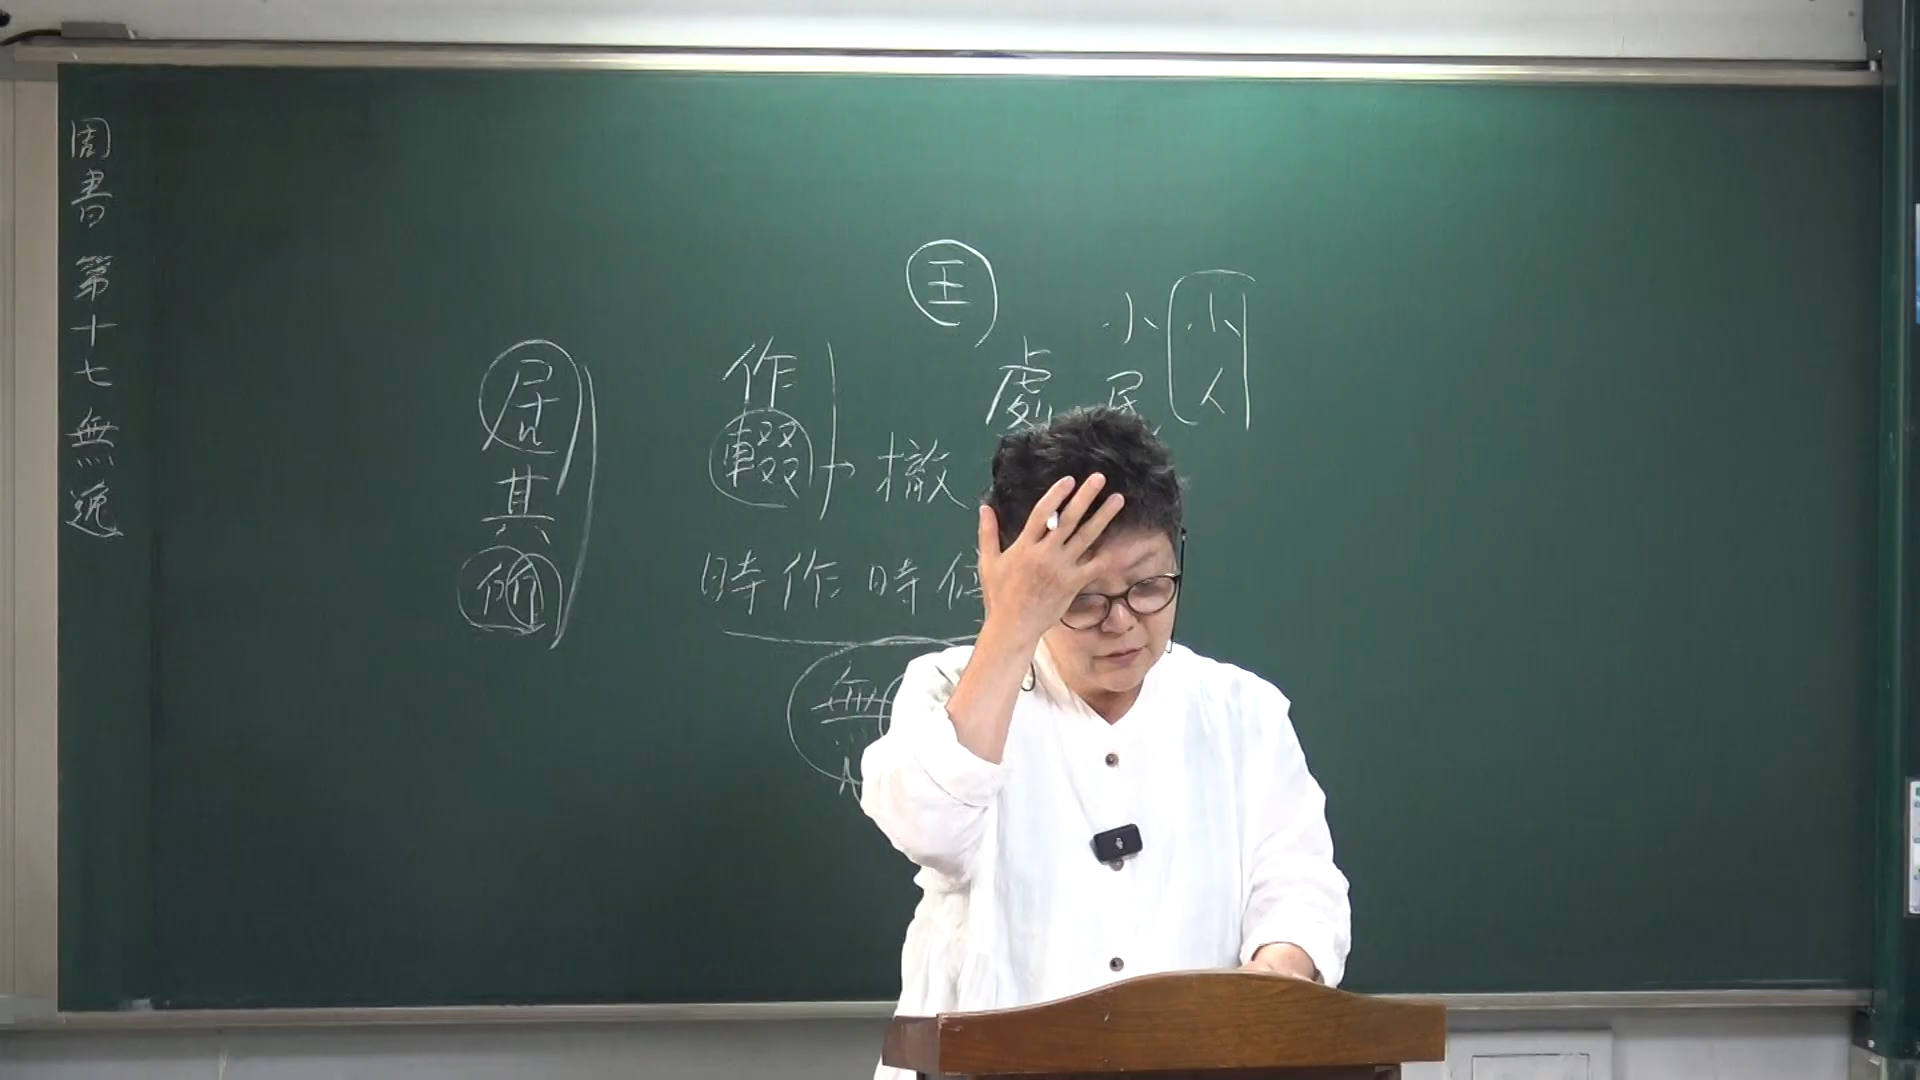 周書 第十七 無逸
王
小人
小民
處
作輟→撤
時作時停
無
居其所